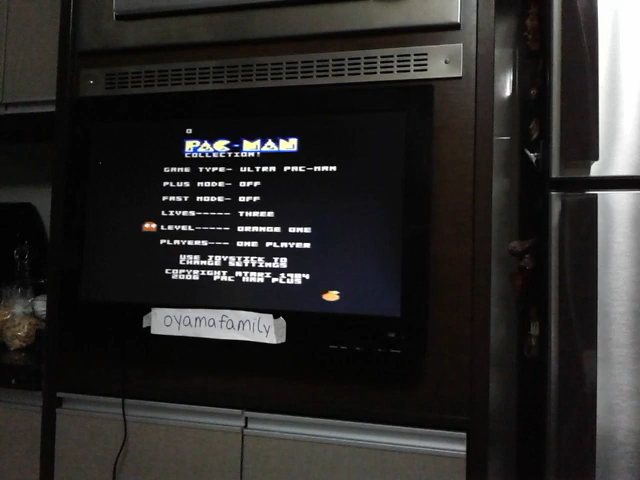 0
PAC-MAN
COLLECTION!
GAME TYPE- ULTRA PAC-MAN
PLUS MODE- OFF
FAST MODE- OFF
LIVES----- THREE
LEVEL----- ORANGE ONE
PLAYERS--- ONE PLAYER
USE JOYSTICK TO
CHANGE SETTINGS
COPYRIGHT ATARI 1984
2006 PAC MAN PLUS
oyamafamily